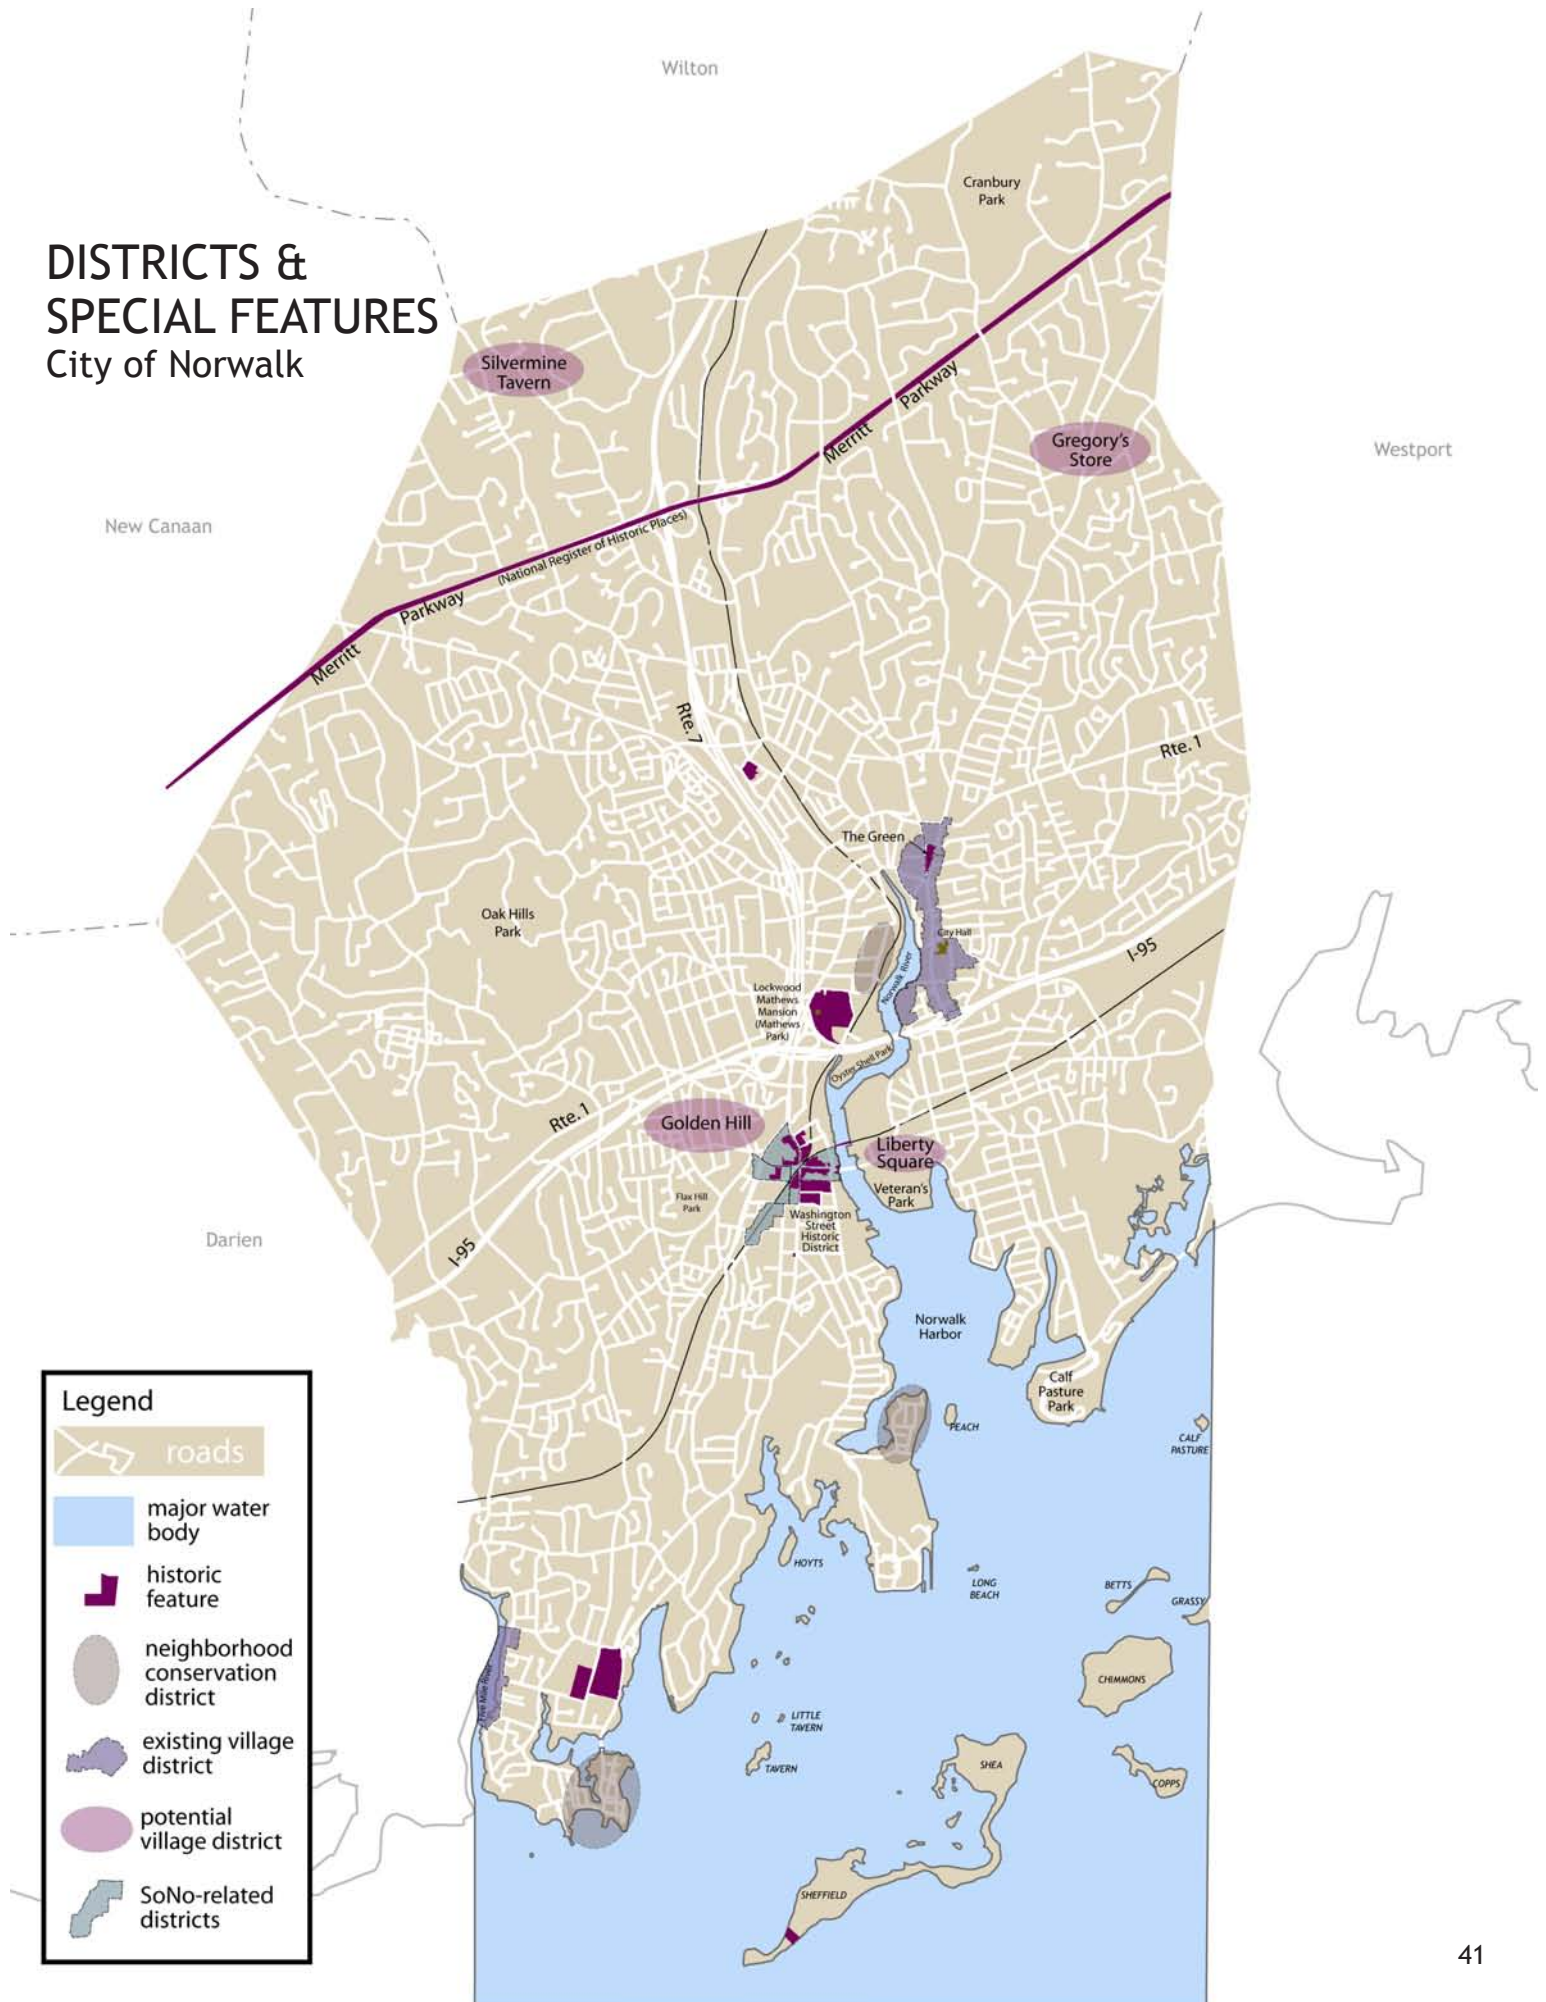 Wilton
Cranbury
Park
DISTRICTS &
SPECIAL FEATURES
City of Norwalk
Silvermine
Tavern
Merritt Parkway
Gregory's
Store
Westport
New Canaan
(National Register of Historic Places)
Merritt Parkway
Rte. 7
Rte. 1
The Green
Oak Hills
Park
City Hall
I-95
Norwalk River
Lockwood
Mathews
Mansion
(Mathews
Park)
Oyster Shell Park
Rte. 1
Golden Hill
Liberty
Square
Veteran's
Park
Flax Hill
Park
Washington
Street
Historic
District
Darien
I-95
Norwalk
Harbor
Calf
Pasture
Park
PEACH
CALF
PASTURE
HOYTS
LONG
BEACH
BETTS
GRASSY
CHIMMONS
Five Mile River
LITTLE
TAVERN
TAVERN
SHEA
COPPS
SHEFFIELD
Legend
roads
major water
body
historic
feature
neighborhood
conservation
district
existing village
district
potential
village district
SoNo-related
districts
41